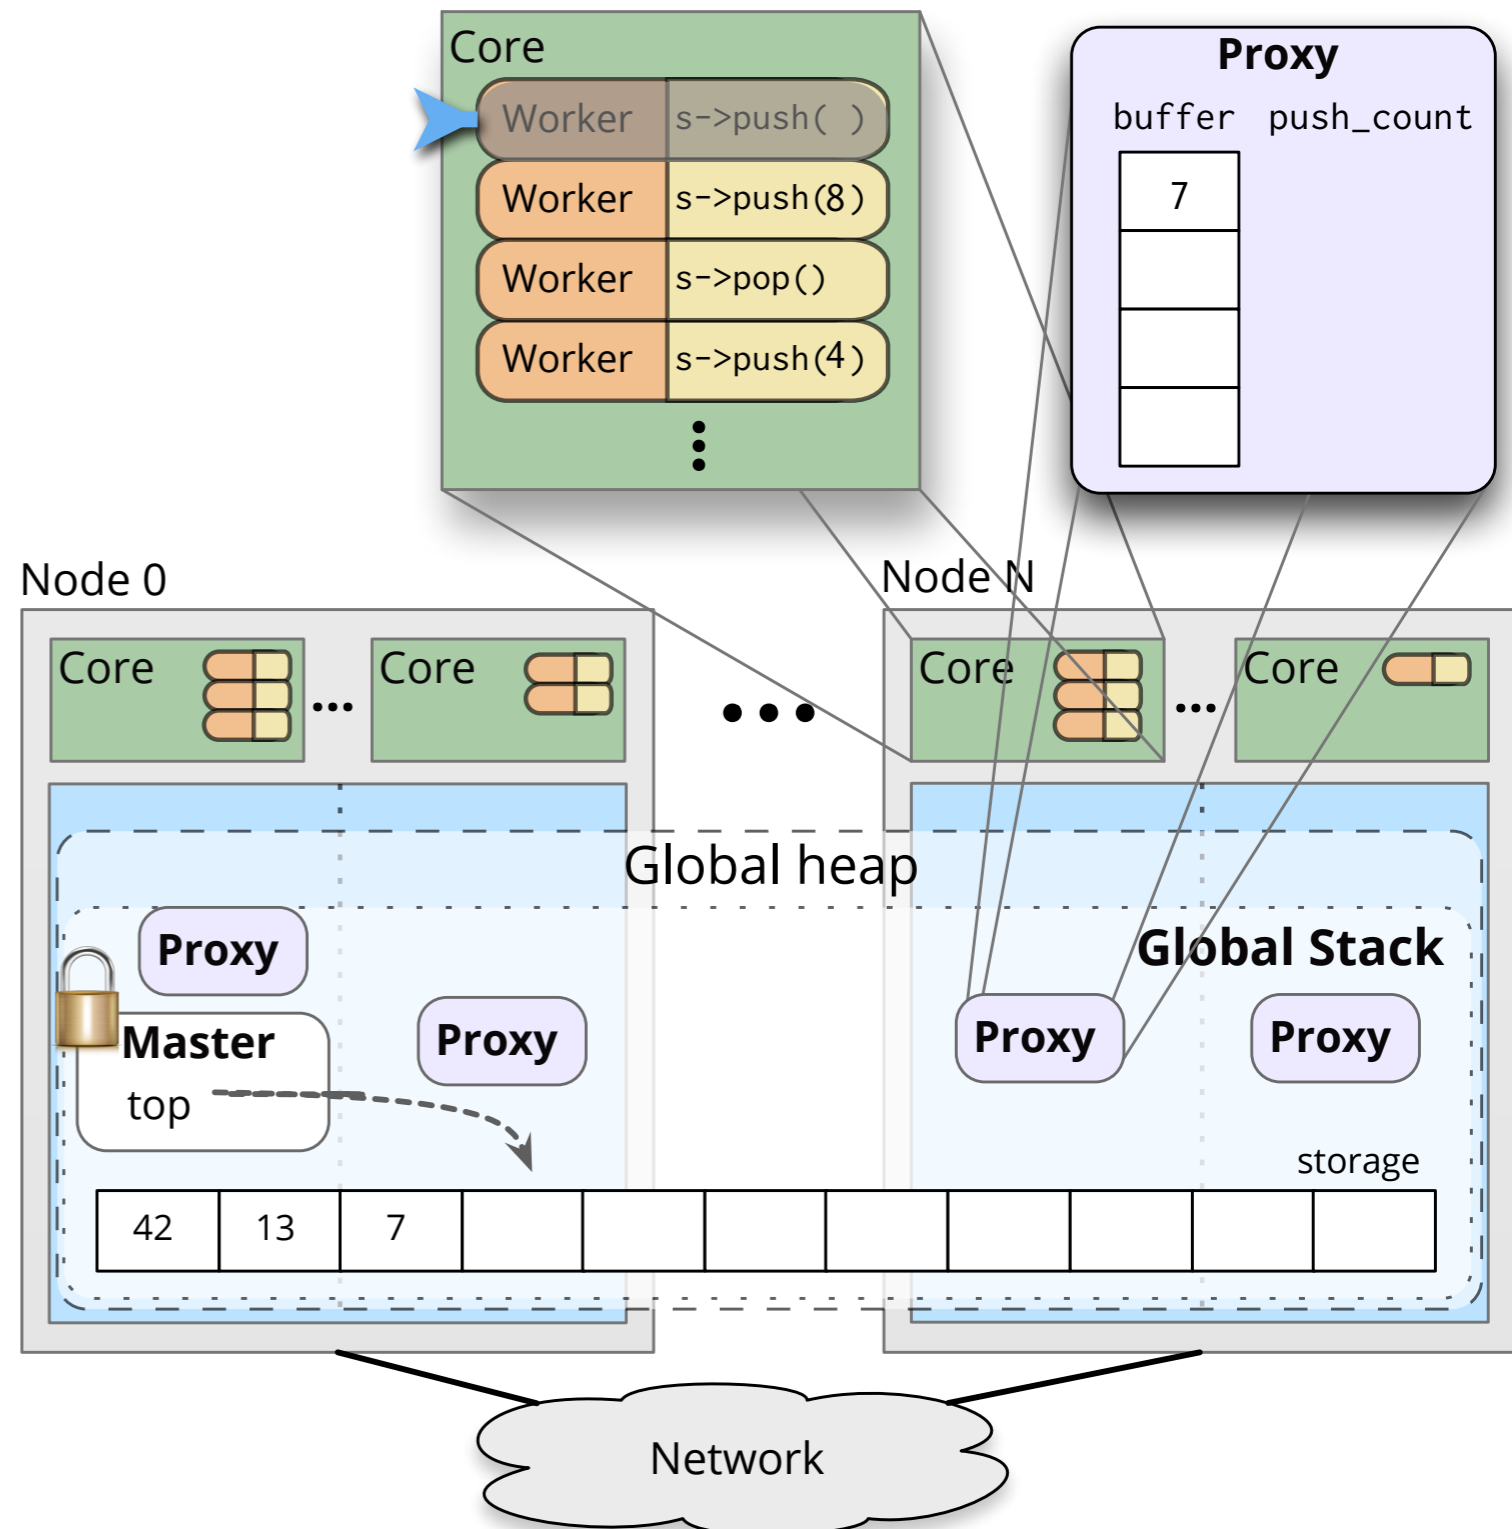 Core
Worker s->push( )
Worker s->push(8)
Worker s->pop()
Worker s->push(4)
Proxy
buffer push_count
7
Node 0
Node N
Core
Core
Core
Core
Global heap
Proxy
Global Stack
Master
Proxy
Proxy
Proxy
top
storage
42 13 7
Network